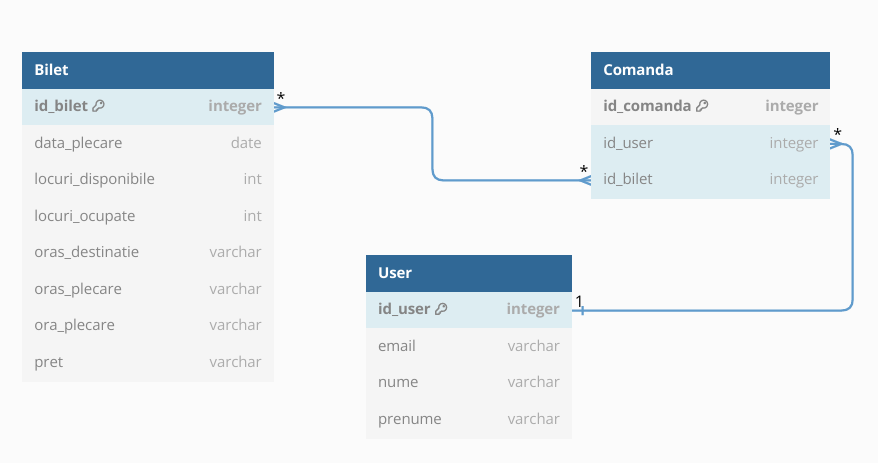 Bilet
id_bilet integer
data_plecare date
locuri_disponibile int
locuri_ocupate int
oras_destinatie varchar
oras_plecare varchar
ora_plecare varchar
pret varchar
*
*
Comanda
id_comanda integer
id_user integer
id_bilet integer
*
User
id_user integer
email varchar
nume varchar
prenume varchar
1